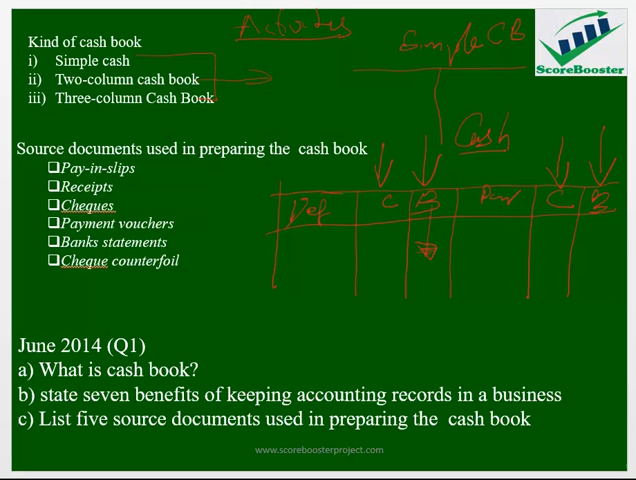 Activates
Simple CB
Kind of cash book
i) Simple cash
ii) Two-column cash book
iii) Three-column Cash Book
ScoreBooster
Cash
Source documents used in preparing the cash book
Pay-in-slips
Receipts
Cheques
Payment vouchers
Banks statements
Cheque counterfoil
C B C B
June 2014 (Q1)
a) What is cash book?
b) state seven benefits of keeping accounting records in a business
c) List five source documents used in preparing the cash book
www.scoreboosterproject.com